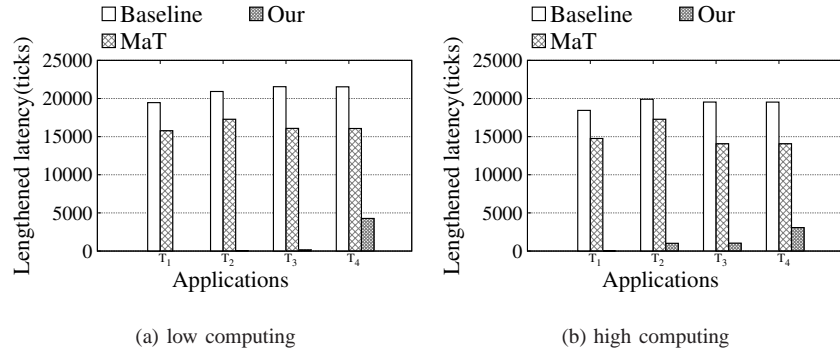 Baseline
Our
MaT
Lengthened latency(ticks)
25000
20000
15000
10000
5000
0
T1
T2
T3
T4
Applications
(a) low computing
Baseline
Our
MaT
Lengthened latency(ticks)
25000
20000
15000
10000
5000
0
T1
T2
T3
T4
Applications
(b) high computing